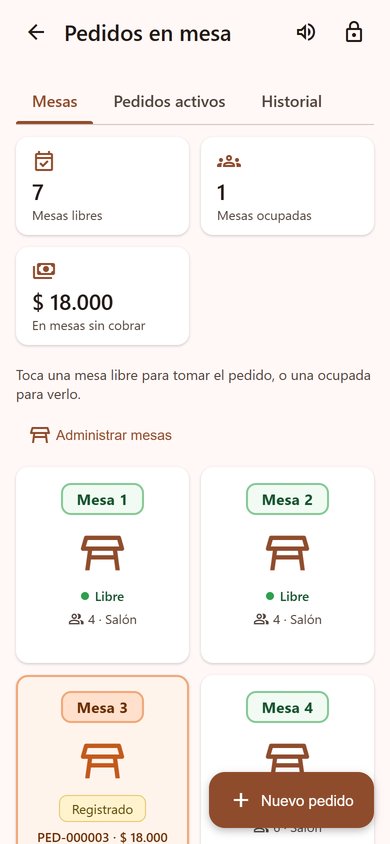 Pedidos en mesa
Mesas
Pedidos activos
Historial
7
Mesas libres
1
Mesas ocupadas
$ 18.000
En mesas sin cobrar
Toca una mesa libre para tomar el pedido, o una ocupada
para verlo.
Administrar mesas
Mesa 1
Libre
4 · Salón
Mesa 2
Libre
4 · Salón
Mesa 3
Registrado
PED-000003 · $ 18.000
Mesa 4
Nuevo pedido
Salón